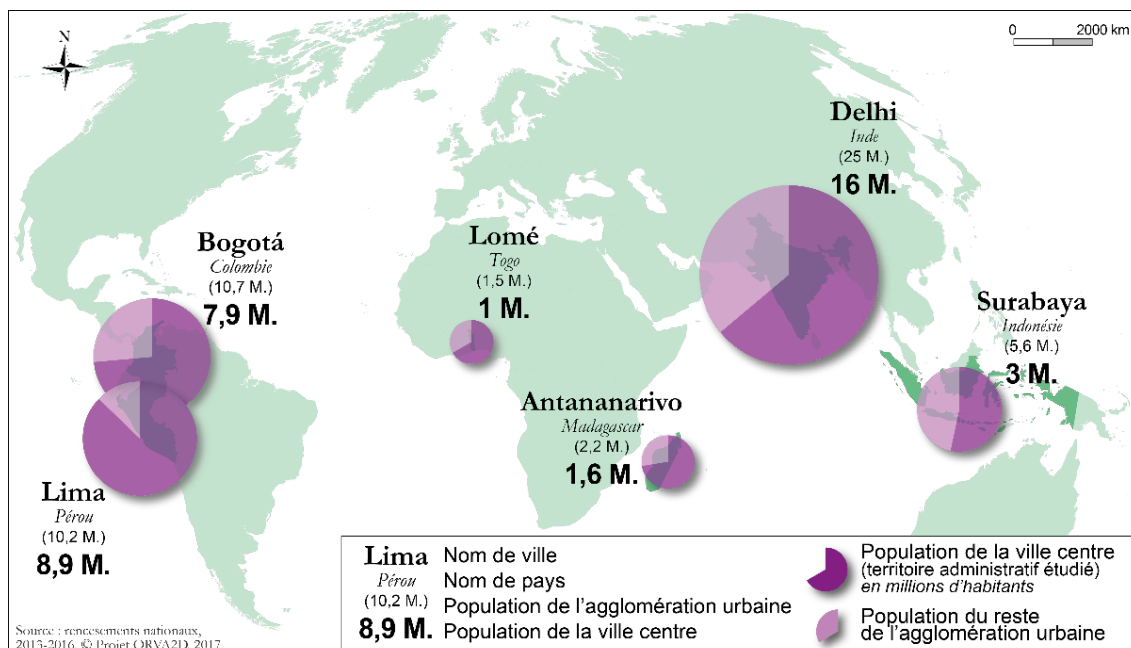 0 2000 km
Delhi
Inde
(25 M.)
16 M.
Bogotá
Colombie
(10,7 M.)
7,9 M.
Lomé
Togo
(1,5 M.)
1 M.
Surabaya
Indonésie
(5,6 M.)
3 M.
Antananarivo
Madagascar
(2,2 M.)
1,6 M.
Lima
Pérou
(10,2 M.)
8,9 M.
Lima Nom de ville
Pérou Nom de pays
(10,2 M.) Population de l'agglomération urbaine
8,9 M. Population de la ville centre
Population de la ville centre
(territoire administratif étudié)
en millions d'habitants
Population du reste
de l'agglomération urbaine
Source : rencesements nationaux,
2013-2016. © Projet ORVA2D, 2017